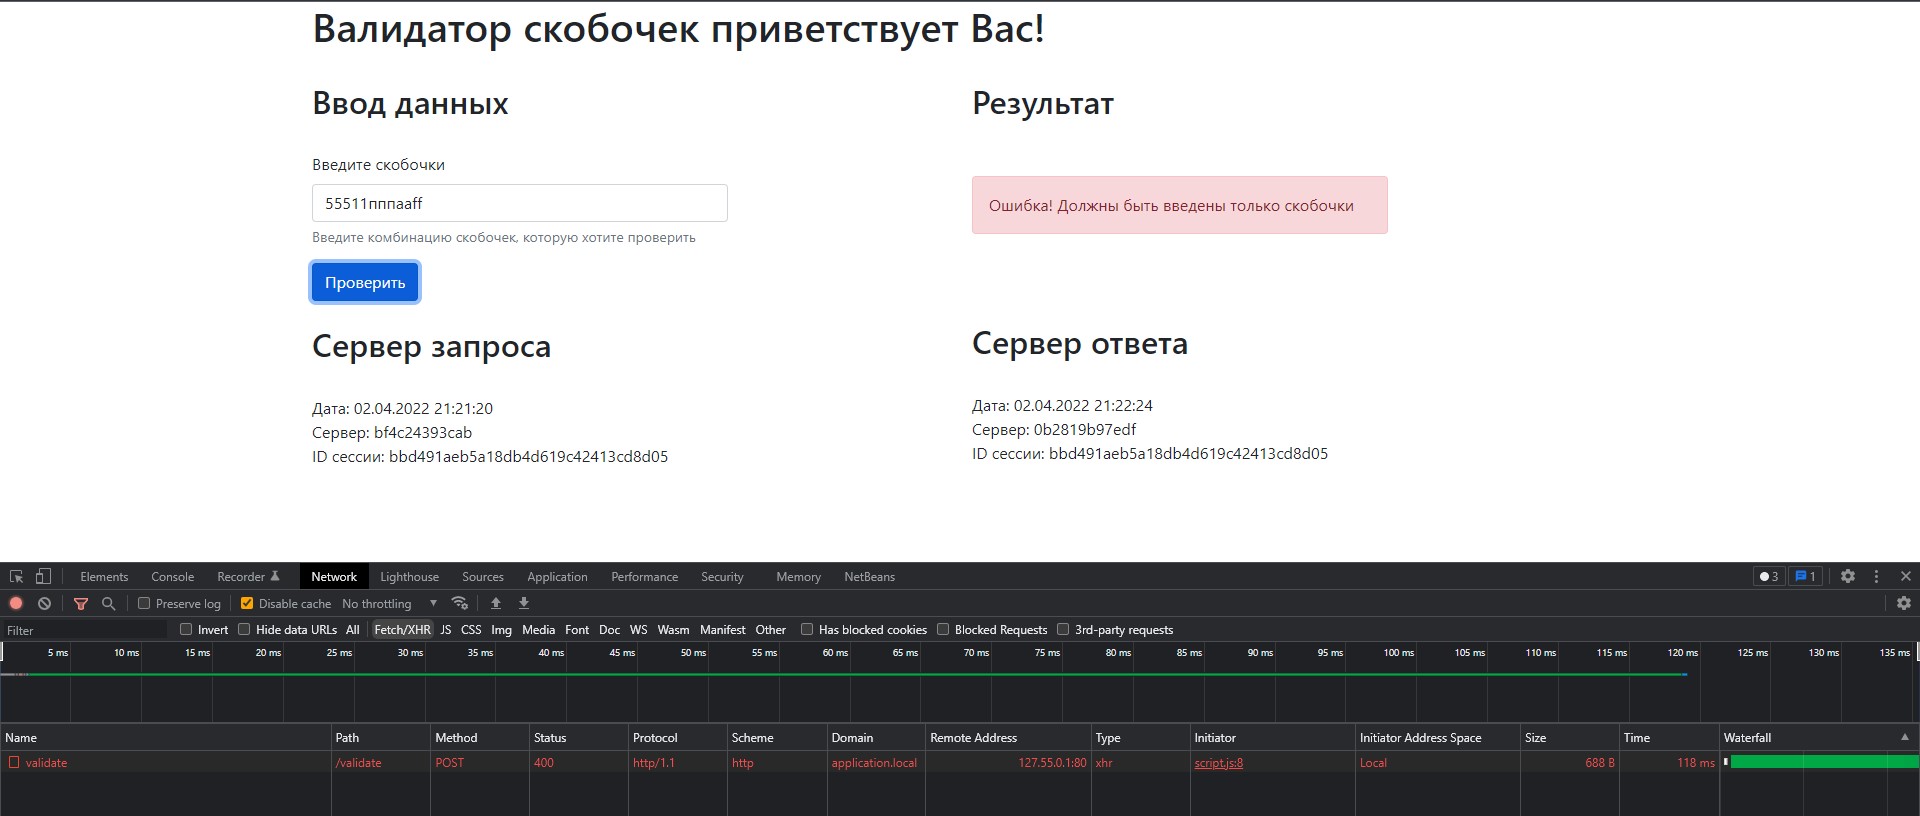 Валидатор скобочек приветствует Вас!
Ввод данных
Введите скобочки
55511пппааff
Введите комбинацию скобочек, которую хотите проверить
Проверить
Результат
Ошибка! Должны быть введены только скобочки
Сервер запроса
Дата: 02.04.2022 21:21:20
Сервер: bf4c24393cab
ID сессии: bbd491aeb5a18db4d619c42413cd8d05
Сервер ответа
Дата: 02.04.2022 21:22:24
Сервер: 0b2819b97edf
ID сессии: bbd491aeb5a18db4d619c42413cd8d05
Elements Console Recorder Network Lighthouse Sources Application Performance Security Memory NetBeans 3 1
Preserve log Disable cache No throttling
Filter Invert Hide data URLs All Fetch/XHR JS CSS Img Media Font Doc WS Wasm Manifest Other Has blocked cookies Blocked Requests 3rd-party requests
5 ms 10 ms 15 ms 20 ms 25 ms 30 ms 35 ms 40 ms 45 ms 50 ms 55 ms 60 ms 65 ms 70 ms 75 ms 80 ms 85 ms 90 ms 95 ms 100 ms 105 ms 110 ms 115 ms 120 ms 125 ms 130 ms 135 ms
Name Path Method Status Protocol Scheme Domain Remote Address Type Initiator Initiator Address Space Size Time Waterfall
validate /validate POST 400 http/1.1 http application.local 127.55.0.1:80 xhr script.js:8 Local 688 B 118 ms